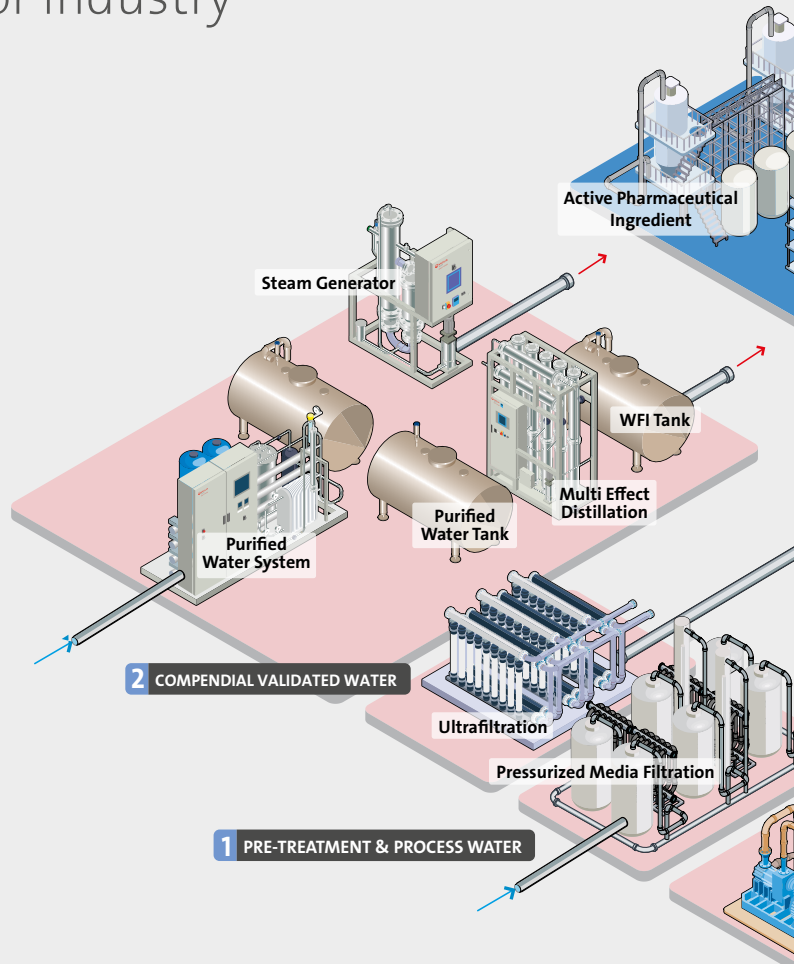 or Industry
Active Pharmaceutical
Ingredient
Steam Generator
WFI Tank
Multi Effect
Distillation
Purified
Water Tank
Purified
Water System
2 COMPENDIAL VALIDATED WATER
Ultrafiltration
Pressurized Media Filtration
1 PRE-TREATMENT & PROCESS WATER